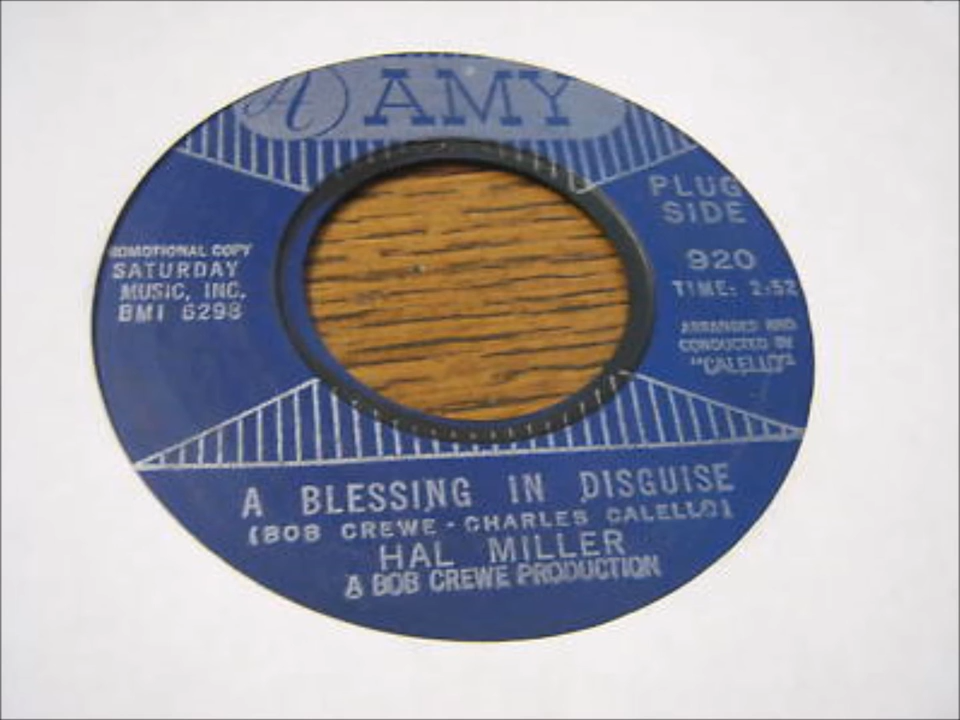 A AMY
PLUG
SIDE
920
TIME: 2:52
ARRANGED AND
CONDUCTED BY
"CALELLO"
PROMOTIONAL COPY
SATURDAY
MUSIC, INC.
BMI 6298
A BLESSING IN DISGUISE
(BOB CREWE - CHARLES CALELLO)
HAL MILLER
A BOB CREWE PRODUCTION